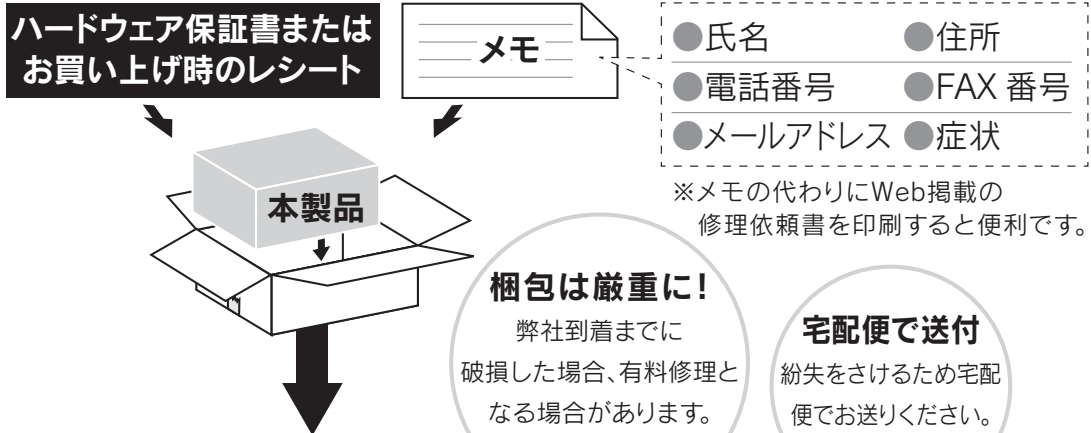 ハードウェア保証書または
お買い上げ時のレシート
メモ
●氏名 ●住所
●電話番号 ●FAX 番号
●メールアドレス ●症状
※メモの代わりにWeb掲載の
修理依頼書を印刷すると便利です。
本製品
梱包は厳重に!
弊社到着までに
破損した場合、有料修理と
なる場合があります。
宅配便で送付
紛失をさけるため宅配
便でお送りください。